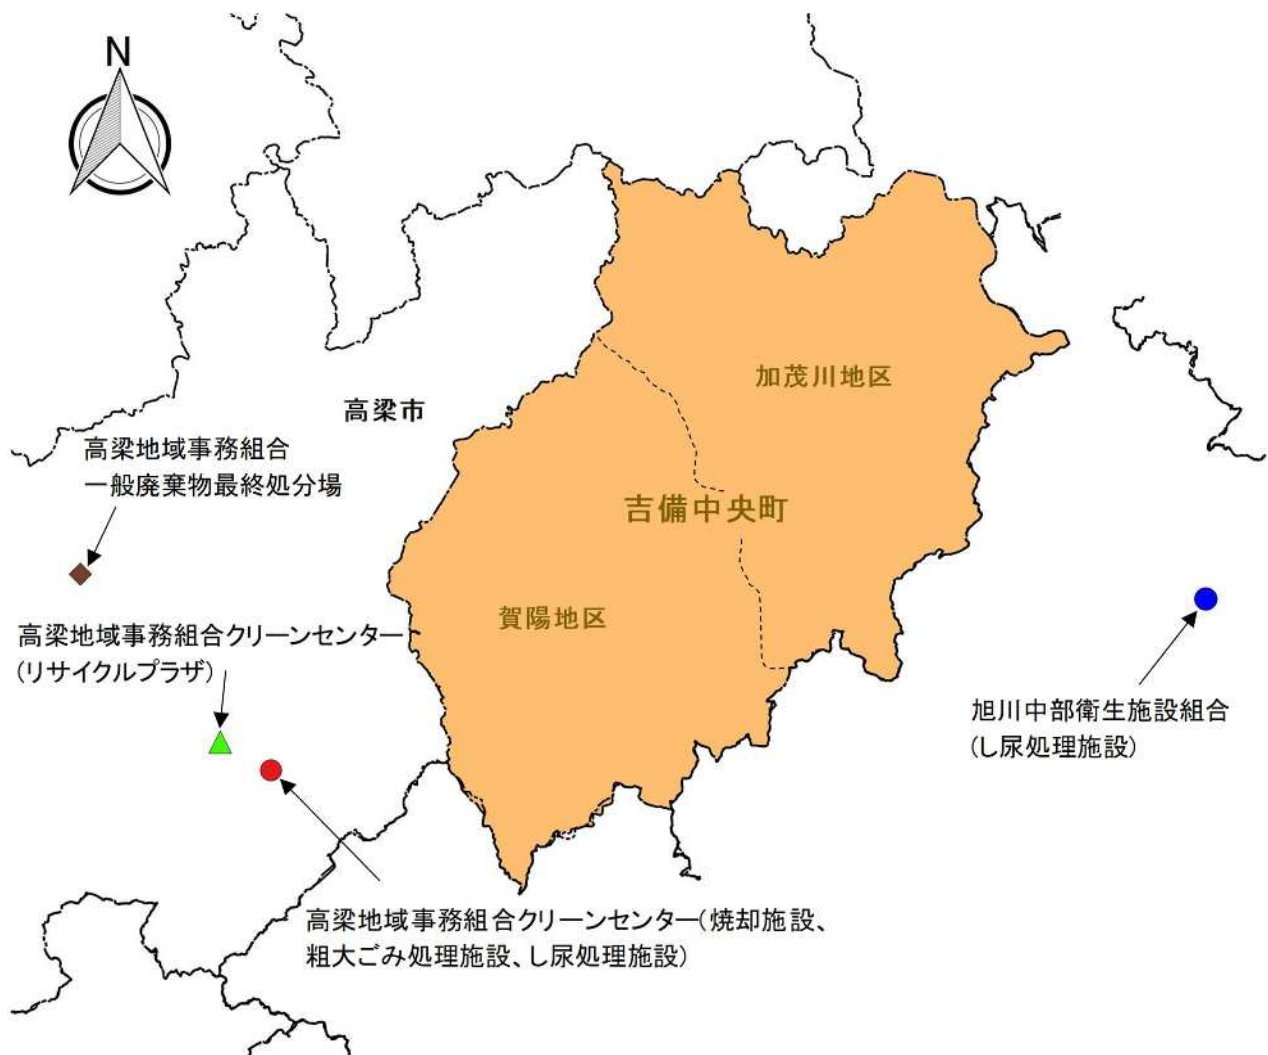 N
加茂川地区
高梁市
高梁地域事務組合
一般廃棄物最終処分場
吉備中央町
賀陽地区
高梁地域事務組合クリーンセンター
(リサイクルプラザ)
旭川中部衛生施設組合
(し尿処理施設)
高梁地域事務組合クリーンセンター(焼却施設、
粗大ごみ処理施設、し尿処理施設)